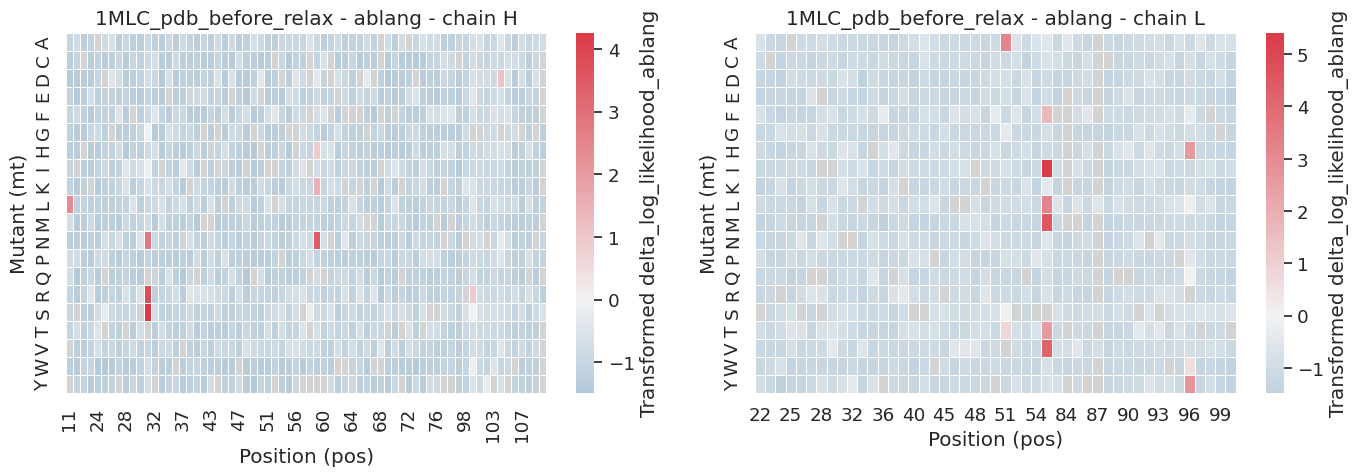 1MLC_pdb_before_relax - ablang - chain H
Mutant (mt)
A
C
D
E
F
G
H
I
K
L
M
N
P
Q
R
S
T
V
W
Y
11
24
28
32
37
43
47
51
56
60
64
72
76
98
103
107
Position (pos)
4
3
2
1
0
−1
Transformed delta_log_likelihood_ablang
1MLC_pdb_before_relax - ablang - chain L
Mutant (mt)
A
C
D
E
F
G
H
I
K
L
M
N
P
Q
R
S
T
V
W
Y
22
25
28
32
36
40
45
48
51
54
84
87
90
93
96
99
Position (pos)
5
4
3
2
1
0
−1
Transformed delta_log_likelihood_ablang